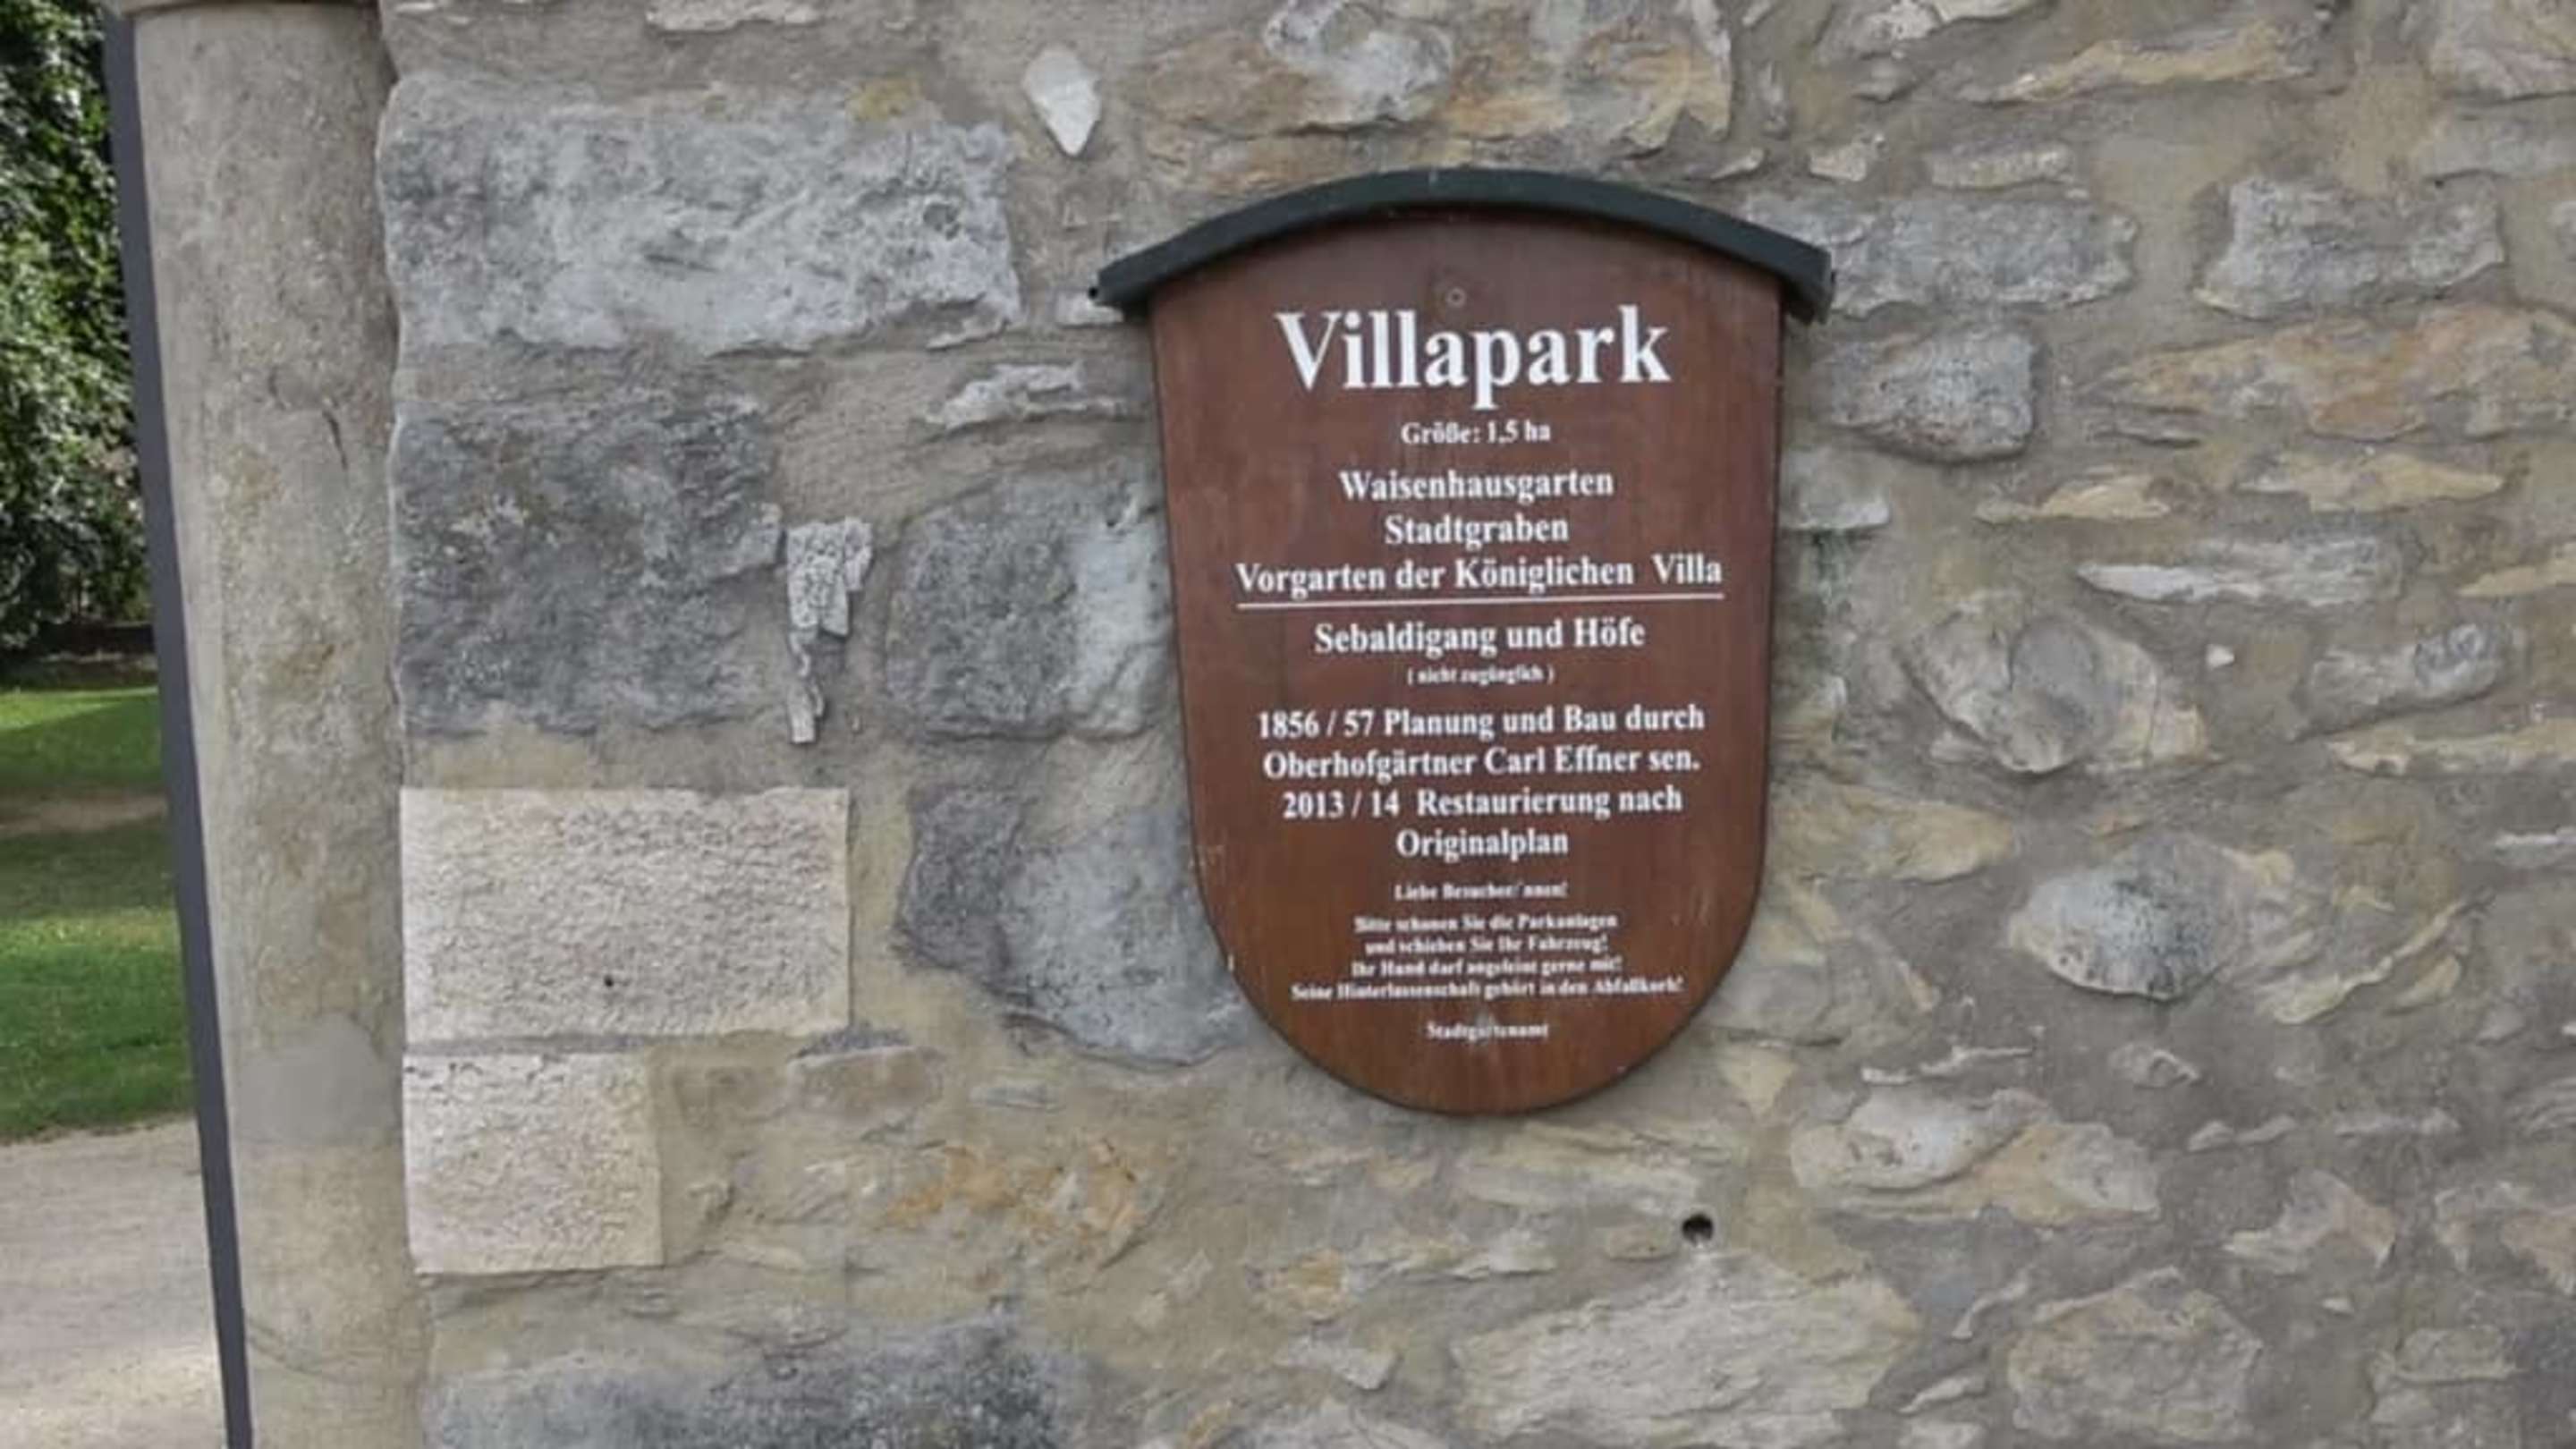 Villapark
Größe: 1,5 ha
Waisenhausgarten
Stadtgraben
Vorgarten der Königlichen Villa
Sebaldigang und Höfe
( nicht zugänglich )
1856 / 57 Planung und Bau durch
Oberhofgärtner Carl Effner sen.
2013 / 14 Restaurierung nach
Originalplan
Liebe Besucher/innen!
Bitte schonen Sie die Parkanlagen
und schieben Sie Ihr Fahrzeug!
Ihr Hund darf angeleint gerne mit!
Seine Hinterlassenschaft gehört in den Abfallkorb!
Stadtgartenamt